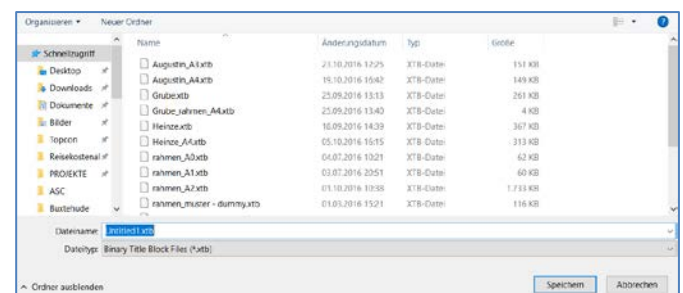 Organisieren Neuer Ordner
Name Änderungsdatum Typ Größe
Schnellzugriff
Desktop
Downloads
Dokumente
Bilder
Topcon
Reisekostenal
PROJEKTE
ASC
Buxtehude
Augustin_A3.xtb 21.10.2016 12:25 XTB-Datei 151 KB
Augustin_A4.xtb 19.10.2016 16:42 XTB-Datei 149 KB
Grube.xtb 25.09.2016 13:13 XTB-Datei 261 KB
Grube_rahmen_A4.xtb 25.09.2016 13:40 XTB-Datei 4 KB
Heinze.xtb 18.09.2016 14:39 XTB-Datei 367 KB
Heinze_A4.xtb 05.10.2016 16:15 XTB-Datei 313 KB
rahmen_A0.xtb 04.07.2016 10:21 XTB-Datei 62 KB
rahmen_A1.xtb 03.07.2016 20:51 XTB-Datei 60 KB
rahmen_A2.xtb 01.10.2016 10:38 XTB-Datei 1.733 KB
rahmen_muster - dummy.xtb 01.03.2016 15:21 XTB-Datei 116 KB
Dateiname: Untitled1.xtb
Dateityp: Binary Title Block Files (*.xtb)
Ordner ausblenden Speichern Abbrechen